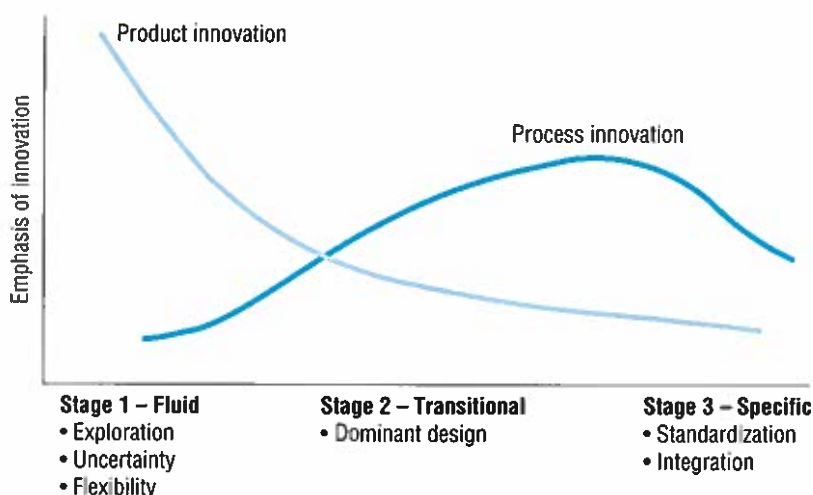 Product innovation
Process innovation
Emphasis of innovation
Stage 1 – Fluid
• Exploration
• Uncertainty
• Flexibility
Stage 2 – Transitional
• Dominant design
Stage 3 – Specific
• Standardization
• Integration